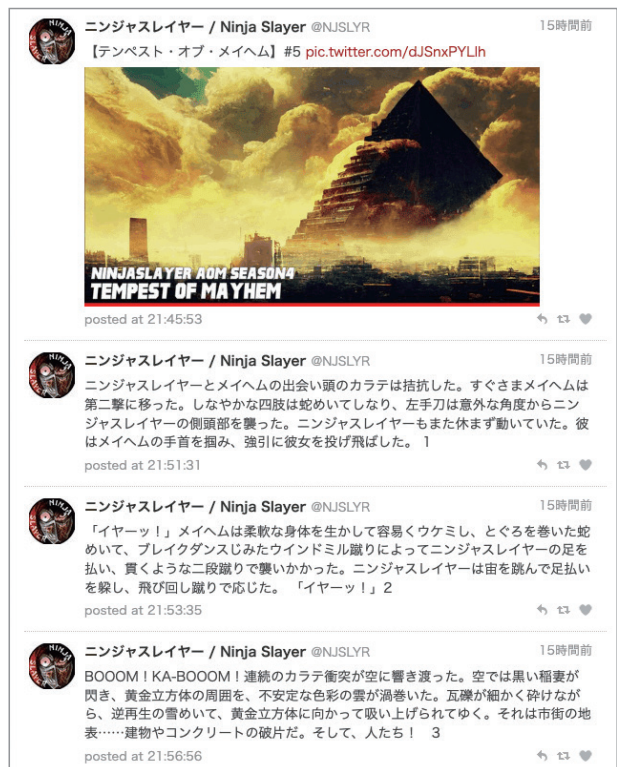 ニンジャスレイヤー / Ninja Slayer @NJSLYR 15時間前
【テンペスト・オブ・メイヘム】#5 pic.twitter.com/dJSnxPYLlh
NINJASLAYER AOM SEASON4
TEMPEST OF MAYHEM
posted at 21:45:53
ニンジャスレイヤー / Ninja Slayer @NJSLYR 15時間前
ニンジャスレイヤーとメイヘムの出会い頭のカラテは拮抗した。すぐさまメイヘムは
第二撃に移った。しなやかな四肢は蛇めいてしなり、左手刀は意外な角度からニン
ジャスレイヤーの側頭部を襲った。ニンジャスレイヤーもまた休まず動いていた。彼
はメイヘムの手首を掴み、強引に彼女を投げ飛ばした。 1
posted at 21:51:31
ニンジャスレイヤー / Ninja Slayer @NJSLYR 15時間前
「イヤーッ！」メイヘムは柔軟な身体を生かして容易くウケミし、とぐろを巻いた蛇
めいて、ブレイクダンスじみたウインドミル蹴りによってニンジャスレイヤーの足を
払い、貫くような二段蹴りで襲いかかった。ニンジャスレイヤーは宙を跳んで足払い
を躱し、飛び回し蹴りで応じた。 「イヤーッ！」2
posted at 21:53:35
ニンジャスレイヤー / Ninja Slayer @NJSLYR 15時間前
BOOOM！KA-BOOOM！連続のカラテ衝突が空に響き渡った。空では黒い稲妻が
閃き、黄金立方体の周囲を、不安定な色彩の雲が渦巻いた。瓦礫が細かく砕けなが
ら、逆再生の雪めいて、黄金立方体に向かって吸い上げられてゆく。それは市街の地
表……建物やコンクリートの破片だ。そして、人たち！ 3
posted at 21:56:56